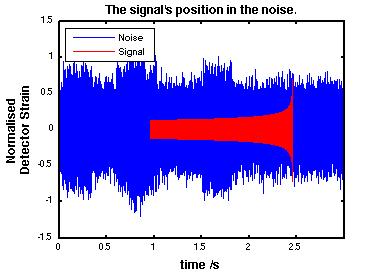 The signal's position in the noise.
1.5
Noise
Signal
1
0.5
0
-0.5
-1
-1.5
Normalised
Detector Strain
0 0.5 1 1.5 2 2.5
time /s